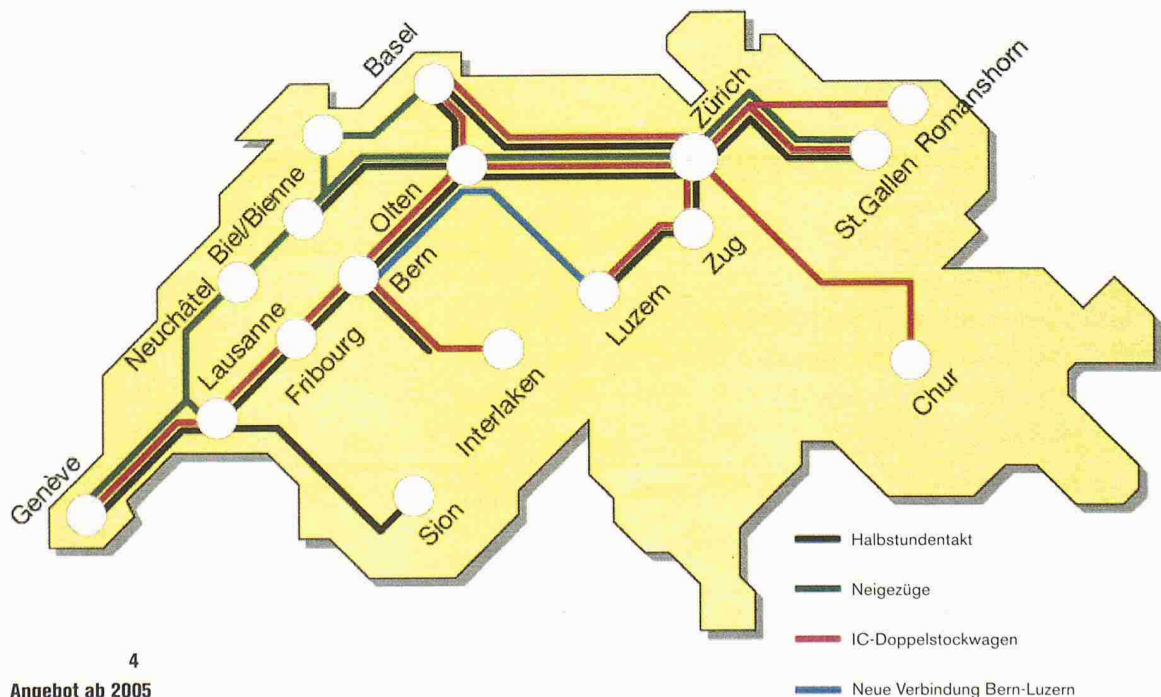 Basel
Zürich
Romanshorn
St.Gallen
Biel/Bienne
Olten
Bern
Zug
Neuchâtel
Lausanne
Fribourg
Luzern
Interlaken
Chur
Genève
Sion
Halbstundentakt
Neigezüge
IC-Doppelstockwagen
Neue Verbindung Bern-Luzern
4
Angebot ab 2005